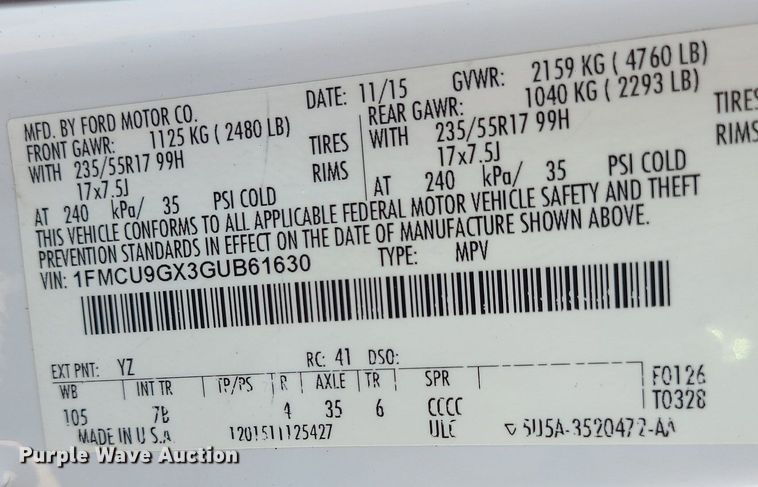 MFD. BY FORD MOTOR CO.
DATE: 11/15 GVWR: 2159 KG ( 4760 LB)
FRONT GAWR: 1125 KG ( 2480 LB) REAR GAWR: 1040 KG ( 2293 LB)
WITH 235/55R17 99H TIRES WITH 235/55R17 99H TIRES
17x7.5J RIMS 17x7.5J RIMS
AT 240 kPa/ 35 PSI COLD AT 240 kPa/ 35 PSI COLD
THIS VEHICLE CONFORMS TO ALL APPLICABLE FEDERAL MOTOR VEHICLE SAFETY AND THEFT
PREVENTION STANDARDS IN EFFECT ON THE DATE OF MANUFACTURE SHOWN ABOVE.
VIN: 1FMCU9GX3GUB61630 TYPE: MPV
EXT PNT: YZ RC: 41 DSO:
WB INT TR TP/PS R AXLE TR SPR F0126
105 7B 4 35 6 CCCC T0328
MADE IN U.S.A 1201511125427 ULC 5U5A-3520472-AA
Purple Wave Auction